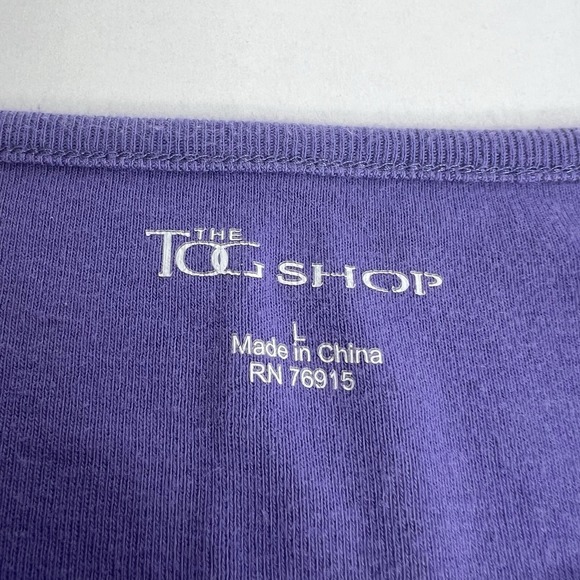 THE
TOG SHOP
L
Made in China
RN 76915